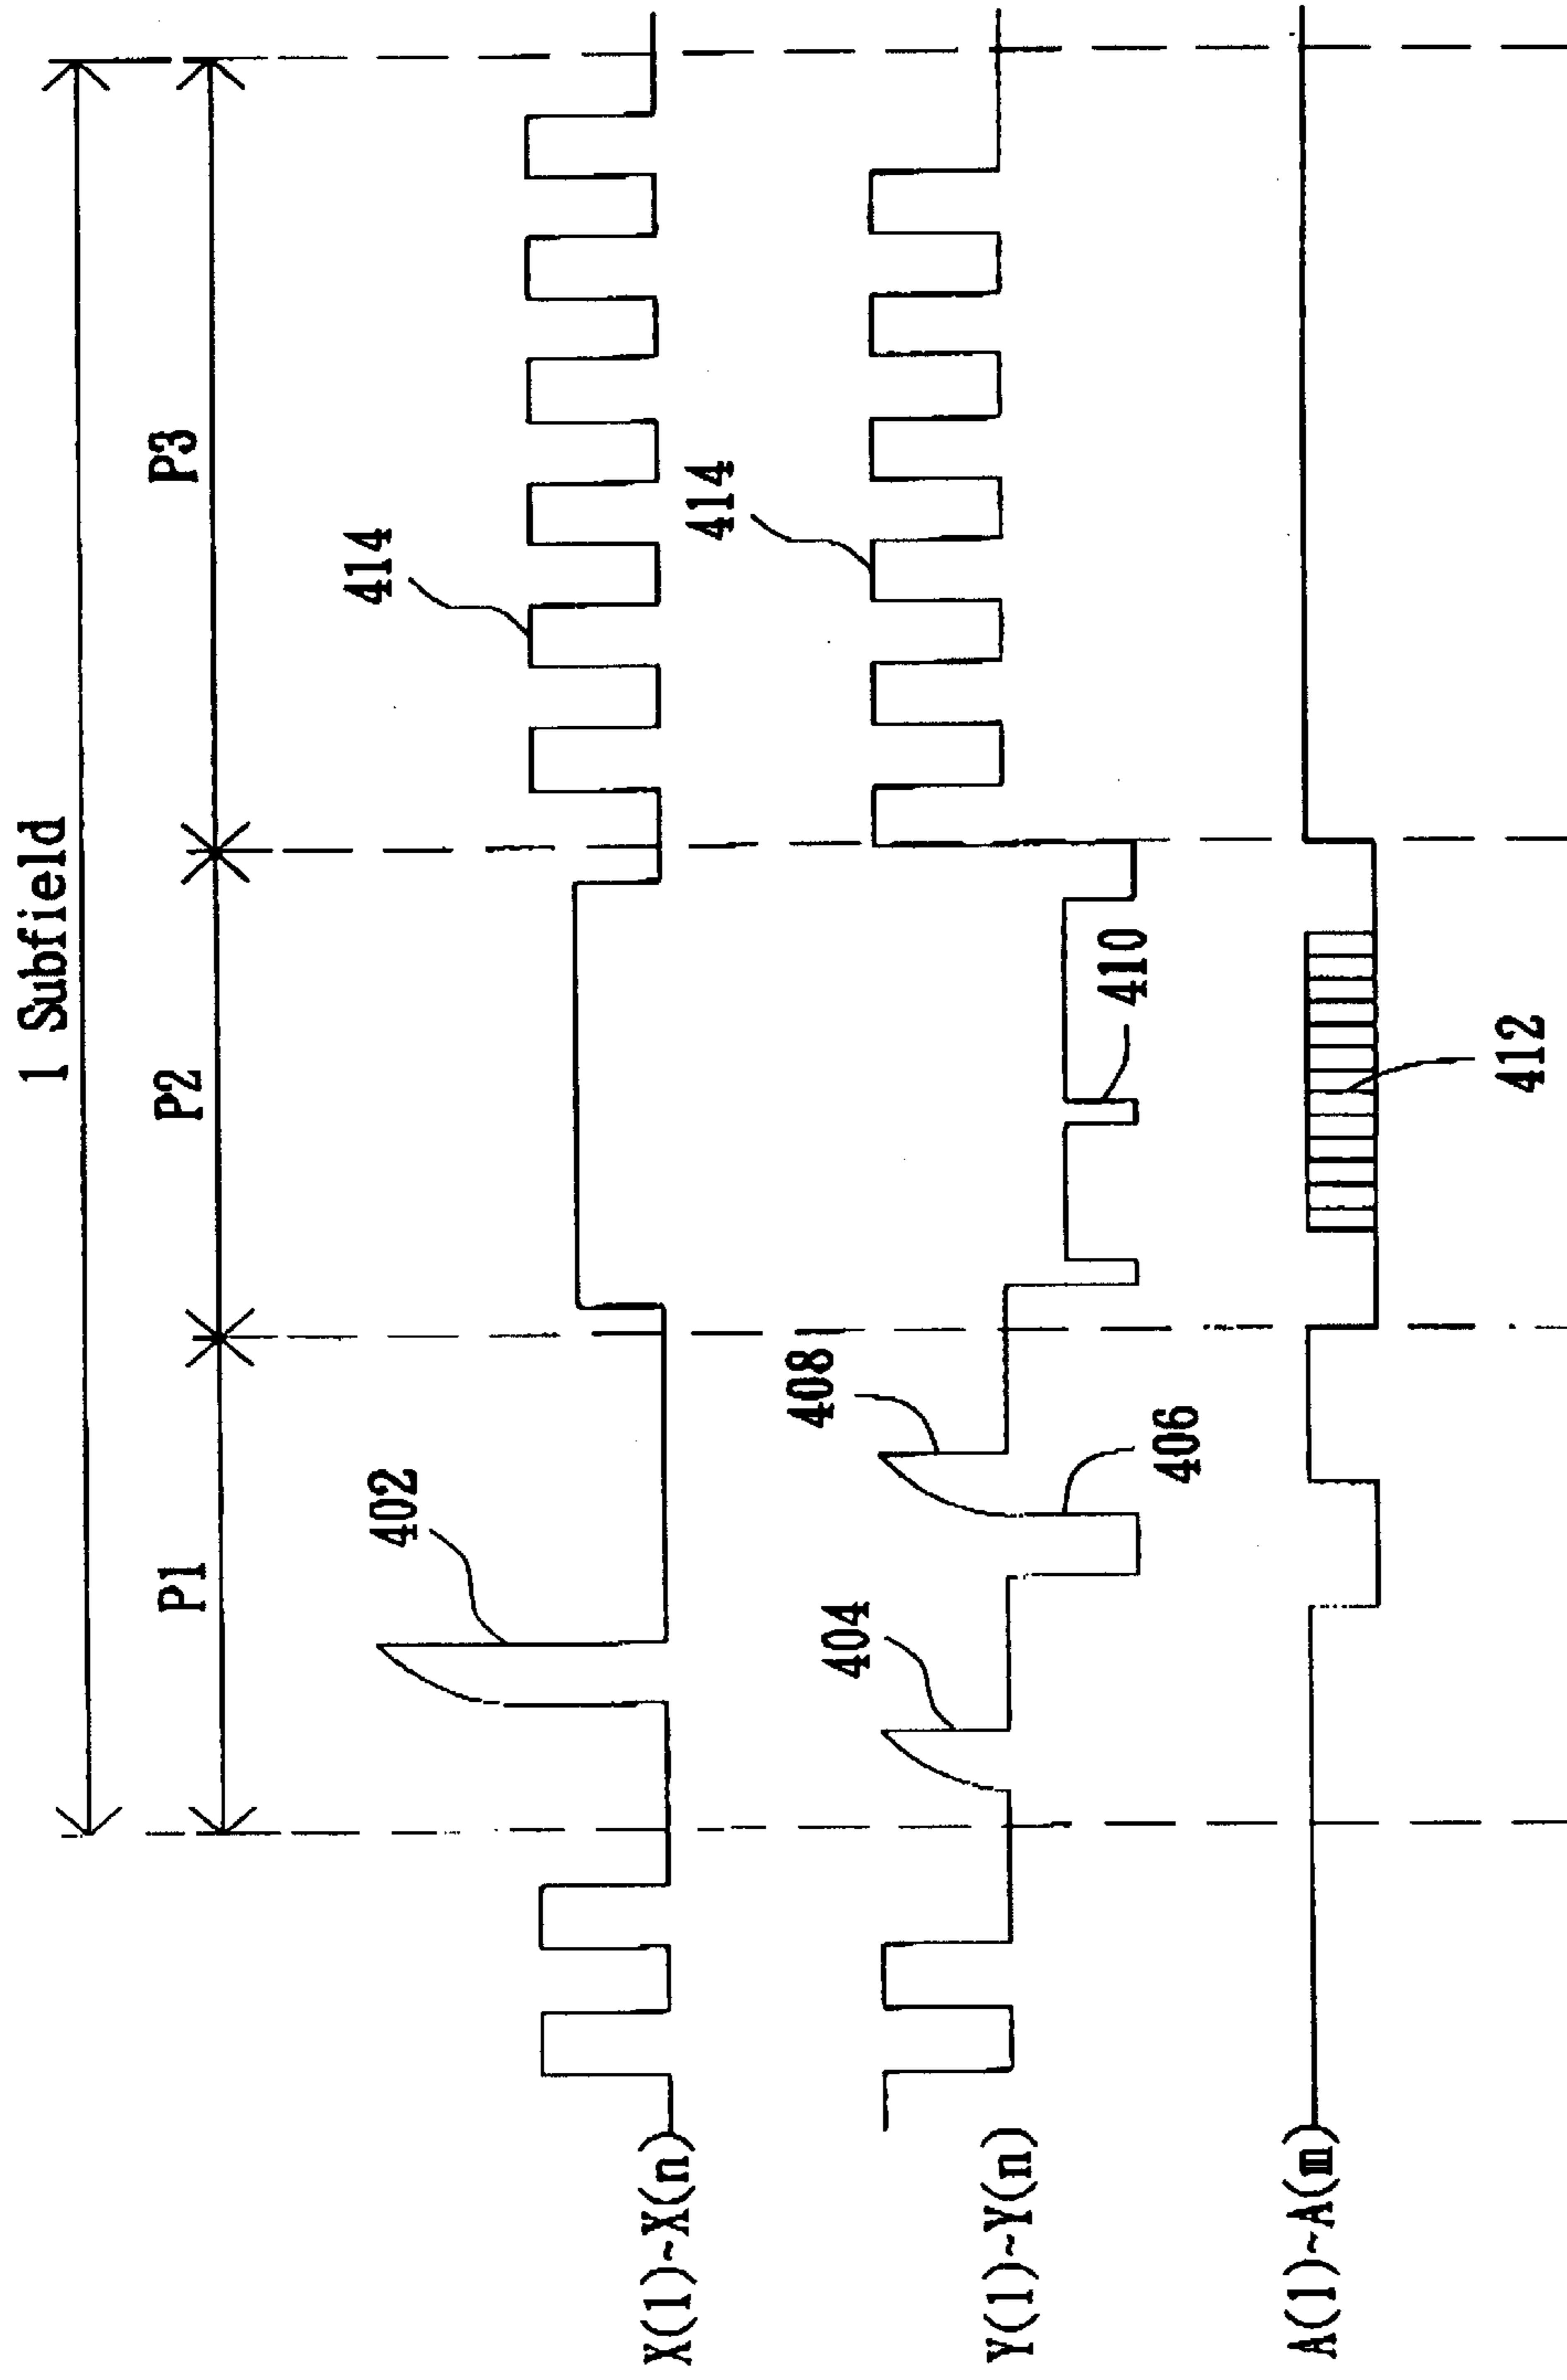 1 Subfield
P1
P2
P3
402
414
X(1)~X(n)
404
408
414
406
410
Y(1)~Y(n)
412
A(1)~A(m)